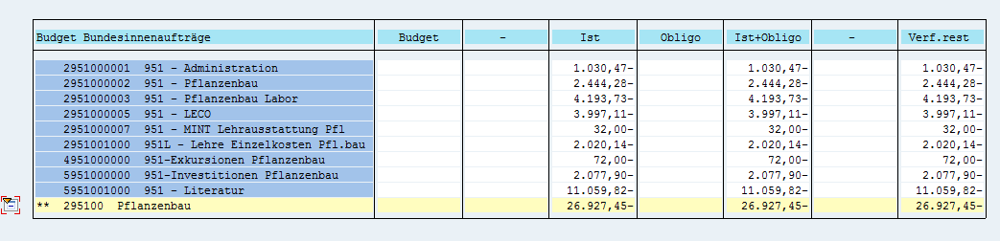 Budget Bundesinnenaufträge Budget - Ist Obligo Ist+Obligo - Verf.rest
2951000001 951 - Administration 1.030,47- 1.030,47- 1.030,47-
2951000002 951 - Pflanzenbau 2.444,28- 2.444,28- 2.444,28-
2951000003 951 - Pflanzenbau Labor 4.193,73- 4.193,73- 4.193,73-
2951000005 951 - LECO 3.997,11- 3.997,11- 3.997,11-
2951000007 951 - MINT Lehrausstattung Pfl 32,00- 32,00- 32,00-
2951001000 951L - Lehre Einzelkosten Pfl.bau 2.020,14- 2.020,14- 2.020,14-
4951000000 951-Exkursionen Pflanzenbau 72,00- 72,00- 72,00-
5951000000 951-Investitionen Pflanzenbau 2.077,90- 2.077,90- 2.077,90-
5951001000 951 - Literatur 11.059,82- 11.059,82- 11.059,82-
** 295100 Pflanzenbau 26.927,45- 26.927,45- 26.927,45-